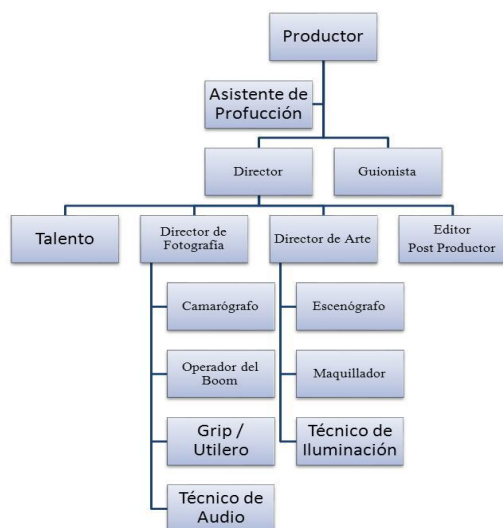 Productor
Asistente de
Profucción
Director
Guionista
Talento
Director de
Fotografía
Director de Arte
Editor
Post Productor
Camarógrafo
Escenógrafo
Operador del
Boom
Maquillador
Grip /
Utilero
Técnico de
Iluminación
Técnico de
Audio